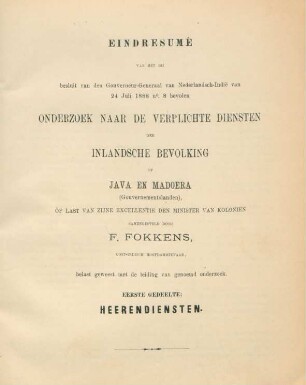 EINDRESUMÉ
VAN HET BIJ
besluit van den Gouverneur-Generaal van Nederlandsch-Indië van
24 Juli 1888 nº. 8 bevolen
ONDERZOEK NAAR DE VERPLICHTE DIENSTEN
DER
INLANDSCHE BEVOLKING
OP
JAVA EN MADOERA
(Gouvernementslanden),
OP LAST VAN ZIJNE EXCELLENTIE DEN MINISTER VAN KOLONIEN
SAMENGESTELD DOOR
F. FOKKENS,
belast geweest met de leiding van genoemd onderzoek.
EERSTE GEDEELTE:
HEERENDIENSTEN.